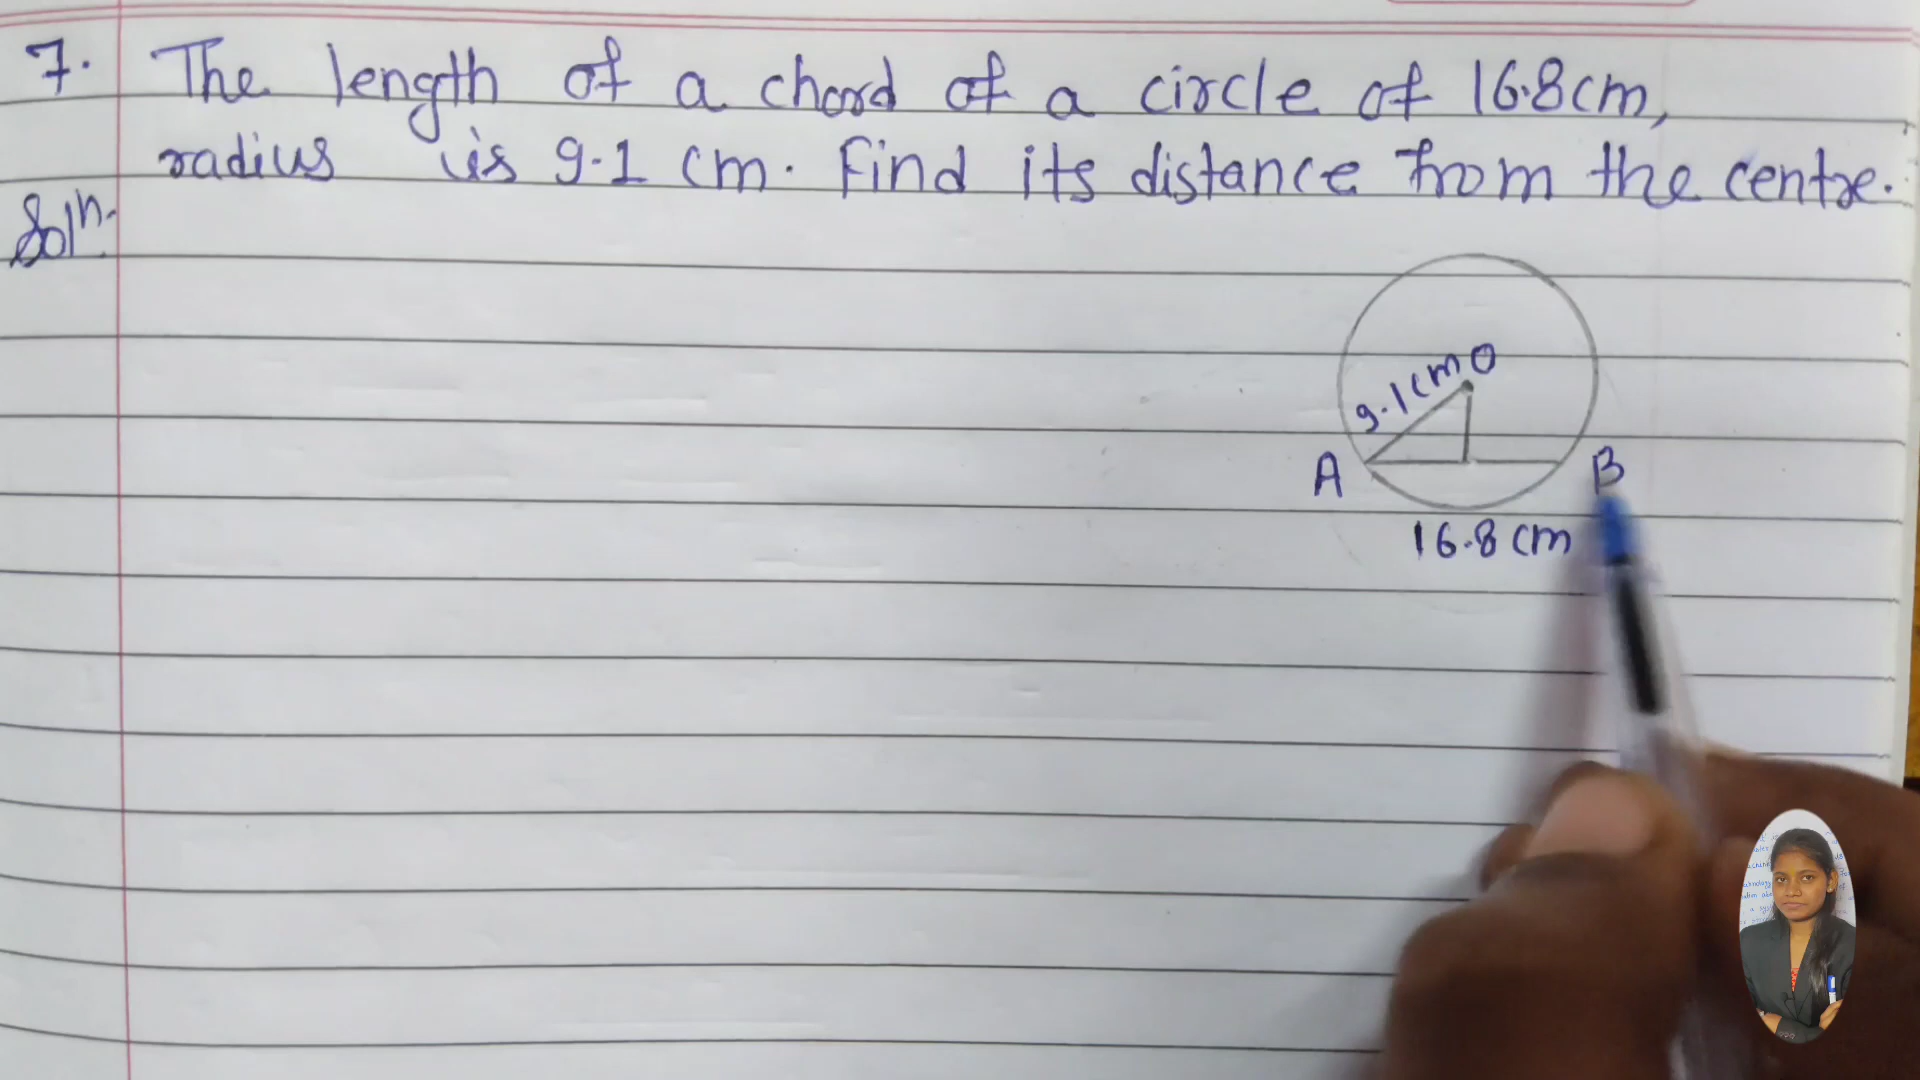 7. The length of a chord of a circle of 16.8cm,
radius is 9.1 cm. Find its distance from the centre.
Solⁿ.
9.1cm O
A B
16.8 cm